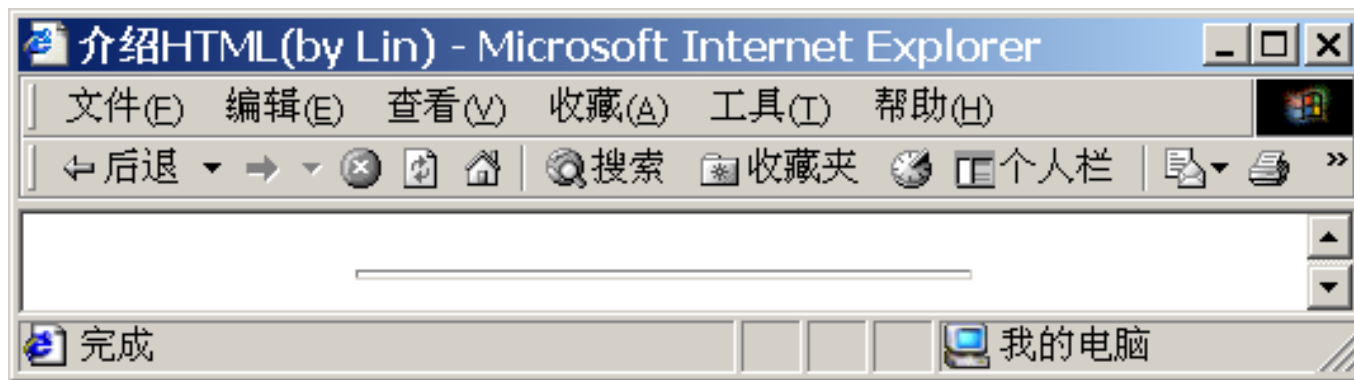 介绍HTML(by Lin) - Microsoft Internet Explorer
文件(F) 编辑(E) 查看(V) 收藏(A) 工具(T) 帮助(H)
后退 搜索 收藏夹 个人栏 »
完成 我的电脑